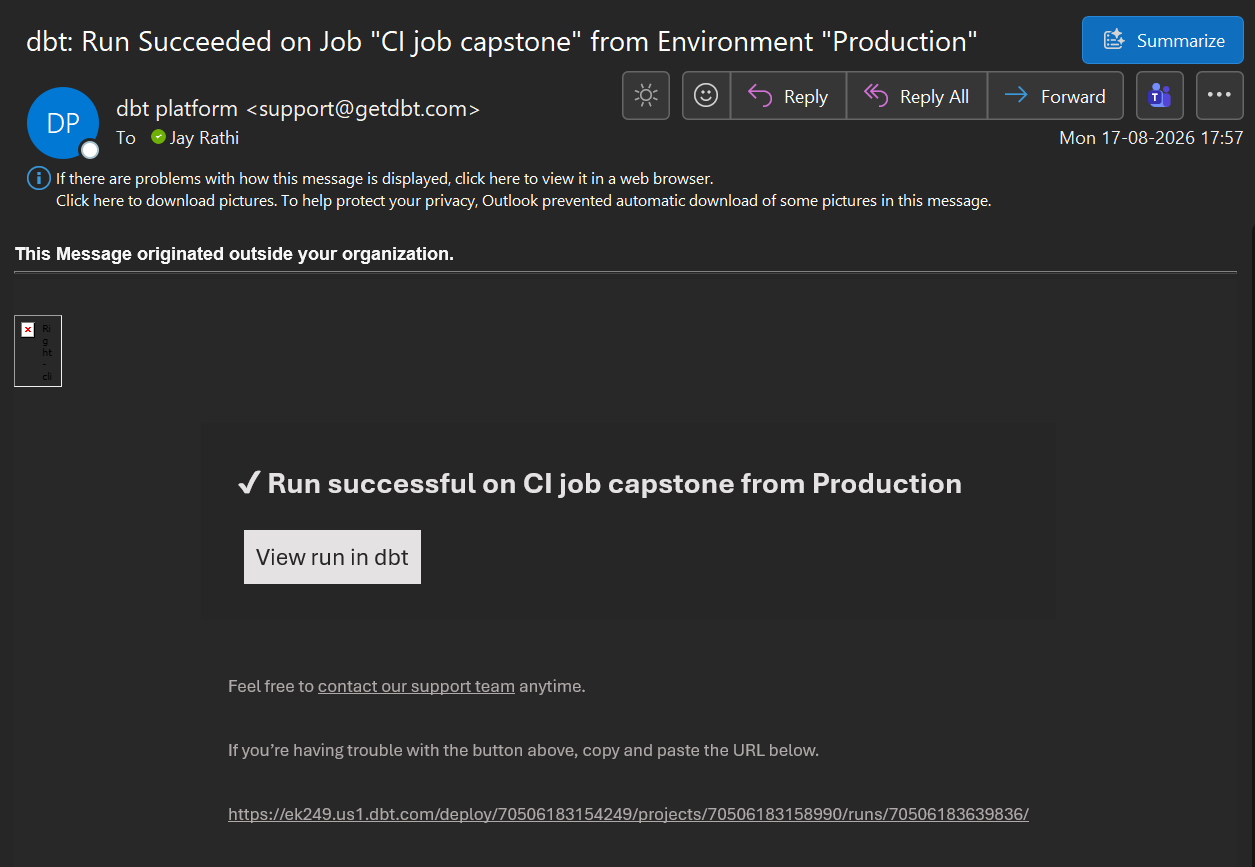 dbt: Run Succeeded on Job "CI job capstone" from Environment "Production"
Summarize
DP
dbt platform <support@getdbt.com>
Reply
Reply All
Forward
T
To Jay Rathi
Mon 17-08-2026 17:57
If there are problems with how this message is displayed, click here to view it in a web browser.
Click here to download pictures. To help protect your privacy, Outlook prevented automatic download of some pictures in this message.
This Message originated outside your organization.
Ri
g
ht
-
cli
✓ Run successful on CI job capstone from Production
View run in dbt
Feel free to contact our support team anytime.
If you’re having trouble with the button above, copy and paste the URL below.
https://ek249.us1.dbt.com/deploy/70506183154249/projects/70506183158990/runs/70506183639836/